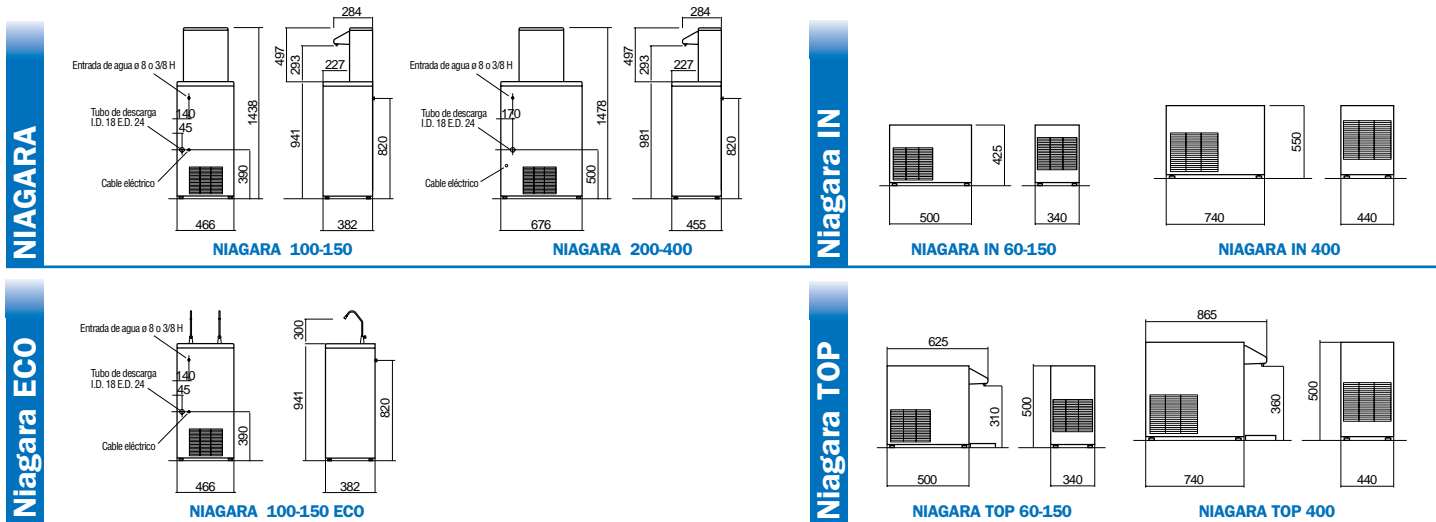 NIAGARA
284
497
293
227
Entrada de agua ø 8 o 3/8 H
Tubo de descarga
I.D. 18 E.D. 24
140
45
Cable eléctrico
1438
941
820
390
466
382
NIAGARA 100-150
284
497
293
227
Entrada de agua ø 8 o 3/8 H
Tubo de descarga
I.D. 18 E.D. 24
170
Cable eléctrico
1478
981
820
500
676
455
NIAGARA 200-400
Niagara IN
425
500
340
NIAGARA IN 60-150
550
740
440
NIAGARA IN 400
Niagara ECO
Entrada de agua ø 8 o 3/8 H
300
Tubo de descarga
I.D. 18 E.D. 24
140
45
Cable eléctrico
941
820
390
466
382
NIAGARA 100-150 ECO
Niagara TOP
625
310
500
500
340
NIAGARA TOP 60-150
865
360
500
740
440
NIAGARA TOP 400